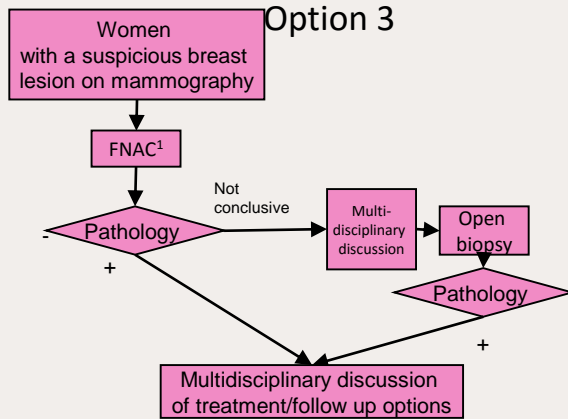 Option 3
Women
with a suspicious breast
lesion on mammography
FNAC¹
Not
conclusive
- Pathology
+
Multi-
disciplinary
discussion
Open
biopsy
Pathology
+
Multidisciplinary discussion
of treatment/follow up options